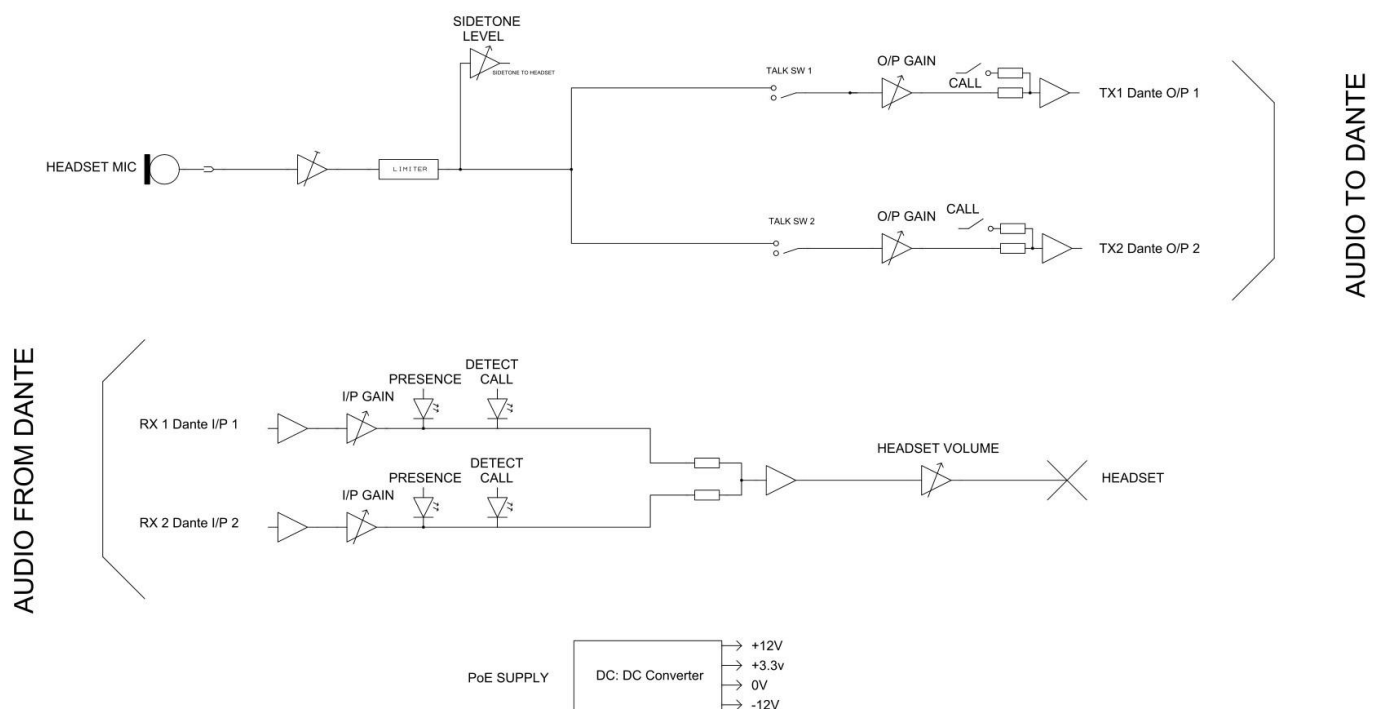 SIDETONE
LEVEL
SIDETONE TO HEADSET
HEADSET MIC
LIMITER
TALK SW 1
O/P GAIN
CALL
TX1 Dante O/P 1
TALK SW 2
O/P GAIN
CALL
TX2 Dante O/P 2
AUDIO TO DANTE
AUDIO FROM DANTE
RX 1 Dante I/P 1
I/P GAIN
PRESENCE
DETECT
CALL
RX 2 Dante I/P 2
I/P GAIN
PRESENCE
DETECT
CALL
HEADSET VOLUME
HEADSET
PoE SUPPLY
DC: DC Converter
+12V
+3.3v
0V
-12V